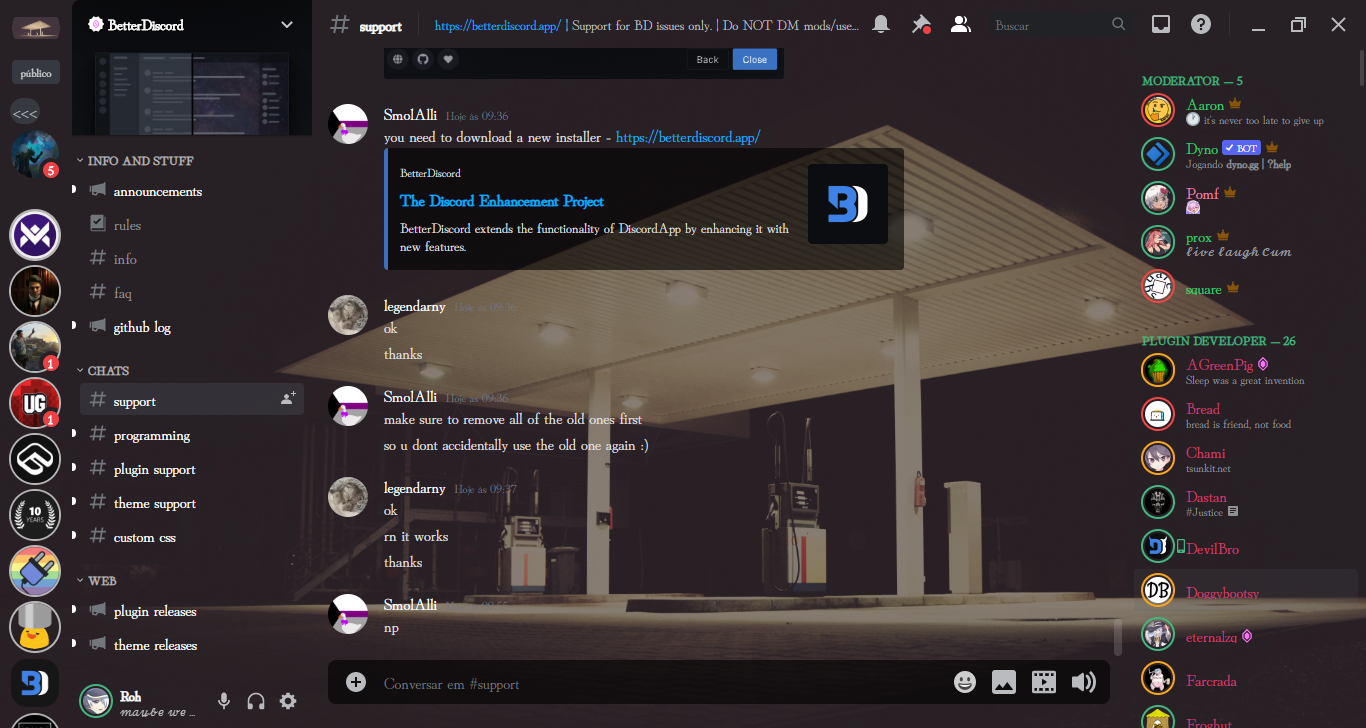 público
<<<
5
1
1
UG
10
YEARS
BetterDiscord
INFO AND STUFF
announcements
rules
info
faq
github log
CHATS
support
programming
plugin support
theme support
custom css
WEB
plugin releases
theme releases
Roh
maybe we ...
support
https://betterdiscord.app/ | Support for BD issues only. | Do NOT DM mods/use...
Buscar
Back
Close
SmolAlli Hoje às 09:36
you need to download a new installer - https://betterdiscord.app/
BetterDiscord
The Discord Enhancement Project
BetterDiscord extends the functionality of DiscordApp by enhancing it with
new features.
legendarny Hoje às 09:36
ok
thanks
SmolAlli Hoje às 09:36
make sure to remove all of the old ones first
so u dont accidentally use the old one again :)
legendarny Hoje às 09:37
ok
rn it works
thanks
SmolAlli
np
Conversar em #support
MODERATOR — 5
Aaron
it's never too late to give up
Dyno BOT
Jogando dyno.gg | ?help
Pomf
prox
live laugh cum
square
PLUGIN DEVELOPER — 26
AGreenPig
Sleep was a great invention
Bread
bread is friend, not food
Chami
tsunkit.net
Dastan
#Justice
DevilBro
DB
Doggybootsy
eternalzq
Farcrada
Froghut